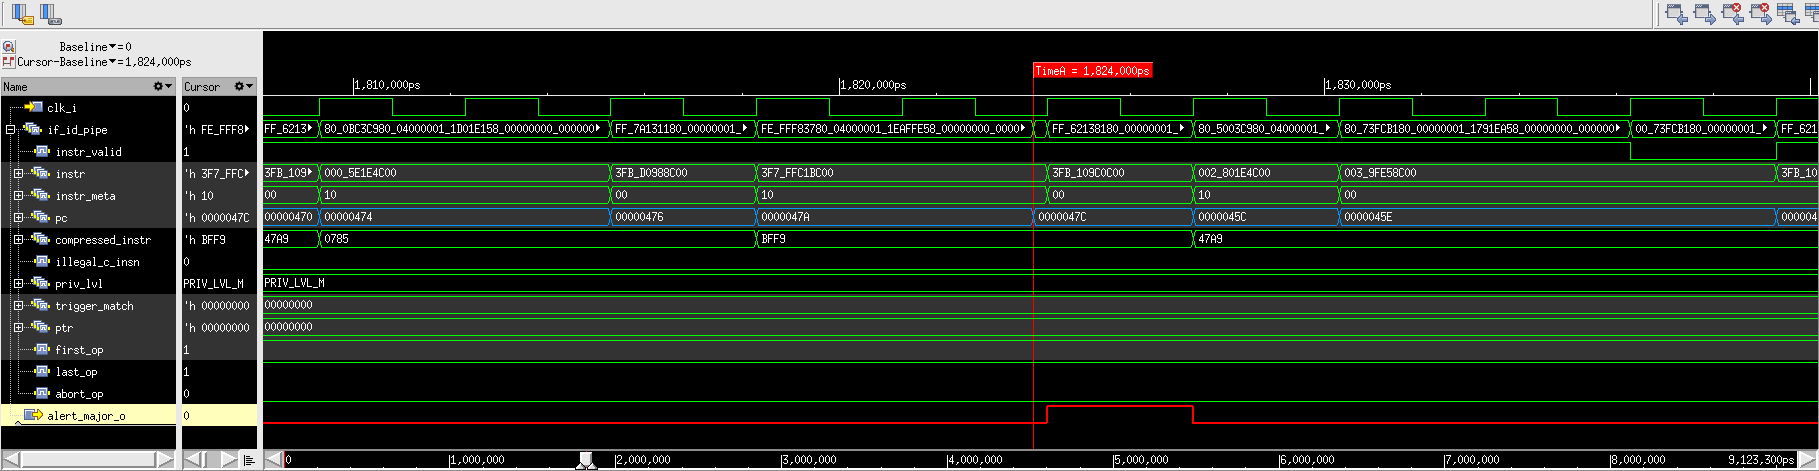 Baseline▼=0
Cursor-Baseline▼=1,824,000ps
TimeA = 1,824,000ps
Name Cursor 1,810,000ps 1,820,000ps 1,830,000ps
clk_i 0
if_id_pipe 'h FE_FFF8 FF_6213 80_0BC3C980_04000001_1D01E158_00000000_000000 FF_7A131180_00000001_ FE_FFF83780_04000001_1EAFFE58_00000000_0000 FF_62138180_00000001_ 80_5003C980_04000001_ 80_73FCB180_00000001_1791EA58_00000000_000000 00_73FCB180_00000001_ FF_621
instr_valid 1
instr 'h 3F7_FFC 3FB_109 000_5E1E4C00 3FB_D0988C00 3F7_FFC1BC00 3FB_109C0C00 002_801E4C00 003_9FE58C00 3FB_10
instr_meta 'h 10 00 10 00 10 00 10 00
pc 'h 0000047C 00000470 00000474 00000476 0000047A 0000047C 0000045C 0000045E 000004
compressed_instr 'h BFF9 47A9 0785 BFF9 47A9
illegal_c_insn 0
priv_lvl PRIV_LVL_M PRIV_LVL_M
trigger_match 'h 00000000 00000000
ptr 'h 00000000 00000000
first_op 1
last_op 1
abort_op 0
alert_major_o 0
0 1,000,000 2,000,000 3,000,000 4,000,000 5,000,000 6,000,000 7,000,000 8,000,000 9,123,300ps